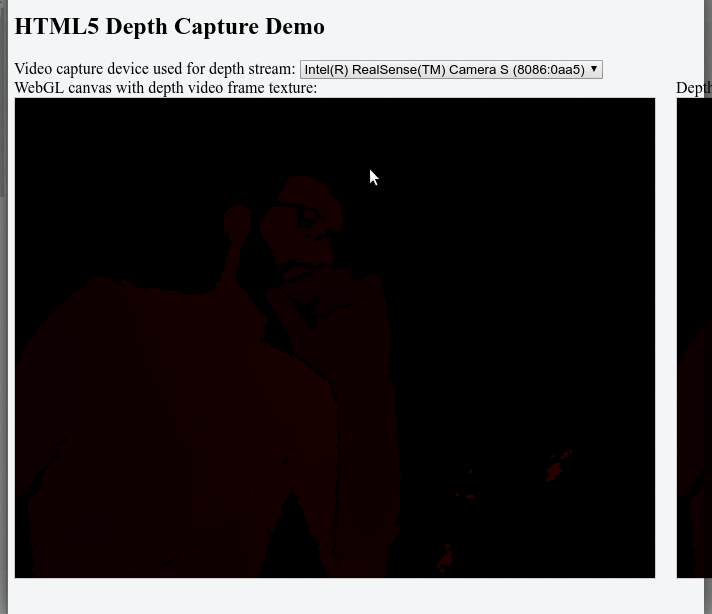 HTML5 Depth Capture Demo
Video capture device used for depth stream: Intel(R) RealSense(TM) Camera S (8086:0aa5)
WebGL canvas with depth video frame texture:
Depth